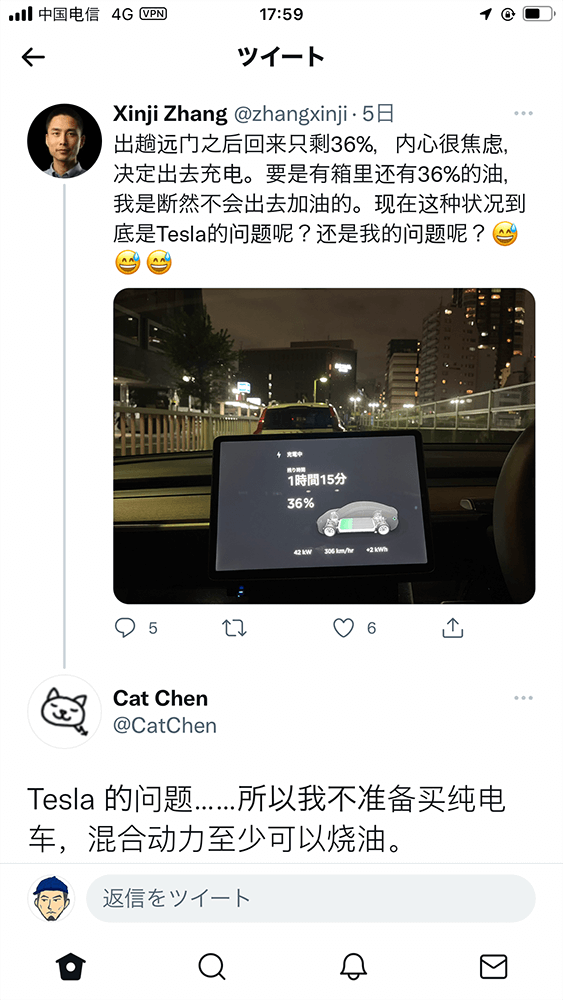 中国电信 4G VPN 17:59
ツイート
Xinji Zhang @zhangxinji · 5日
出趟远门之后回来只剩36%，内心很焦虑，
决定出去充电。要是有箱里还有36%的油，
我是断然不会出去加油的。现在这种状况到
底是Tesla的问题呢？还是我的问题呢？😅
😅😅
充電中
残り時間
1時間15分
36%
42 kW 306 km/hr +2 kWh
5 6
Cat Chen
@CatChen
Tesla 的问题……所以我不准备买纯电
车，混合动力至少可以烧油。
返信をツイート